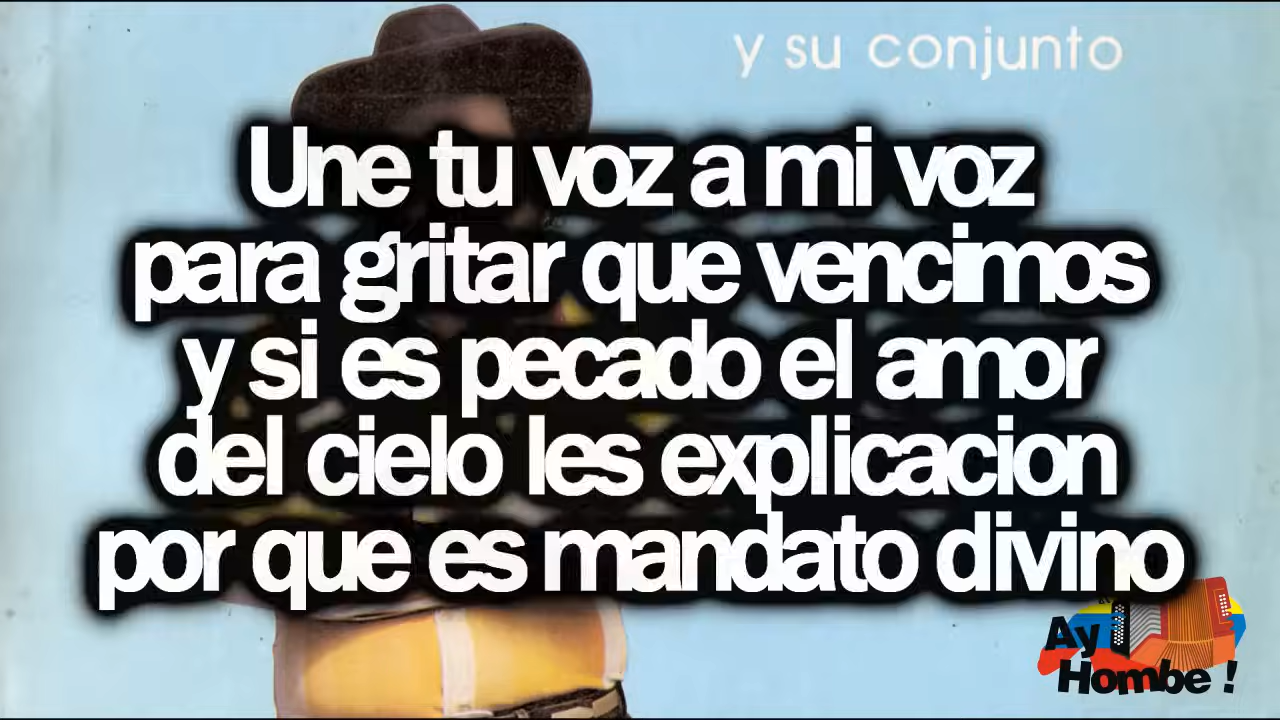 y su conjunto
Une tu voz a mi voz
para gritar que vencimos
y si es pecado el amor
del cielo les explicacion
por que es mandato divino
Ay
Hombe !